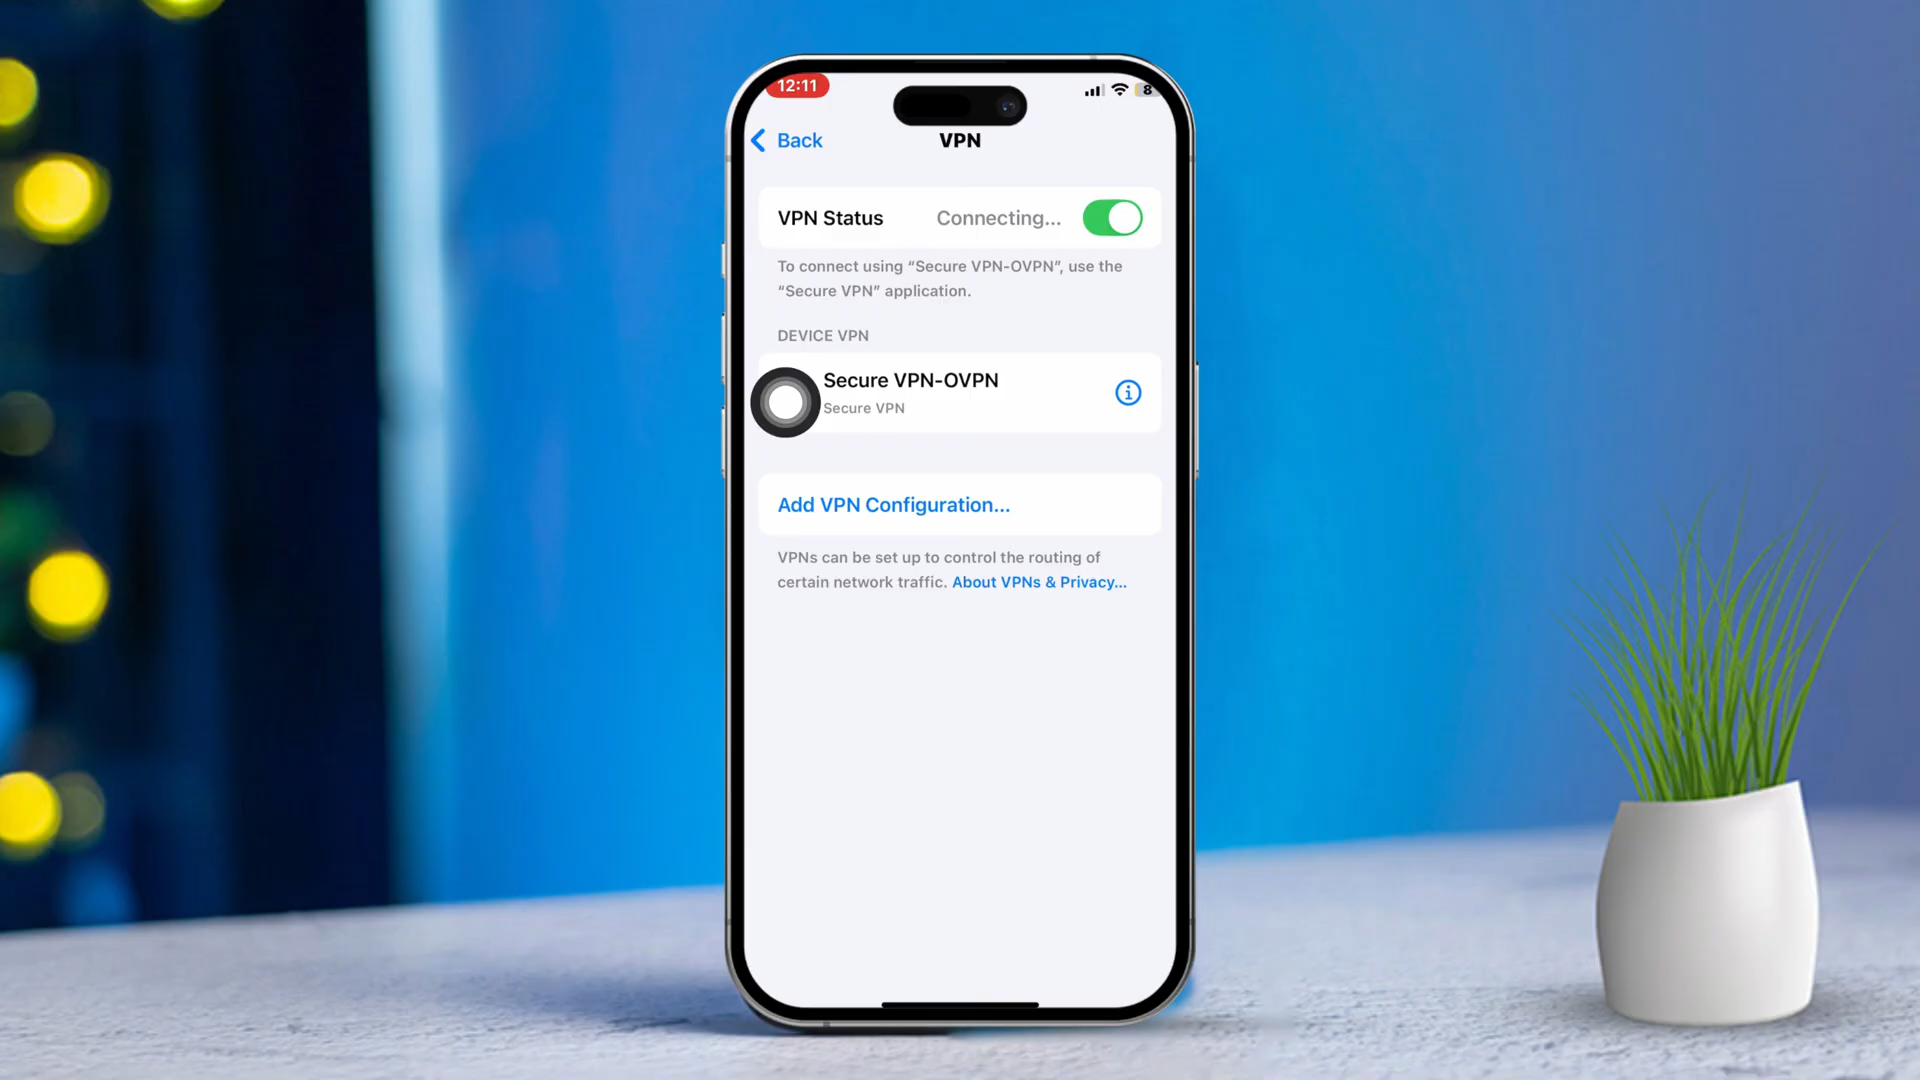 12:11
8
Back
VPN
VPN Status Connecting...
To connect using “Secure VPN-OVPN”, use the
“Secure VPN” application.
DEVICE VPN
Secure VPN-OVPN
Secure VPN
Add VPN Configuration...
VPNs can be set up to control the routing of
certain network traffic. About VPNs & Privacy...